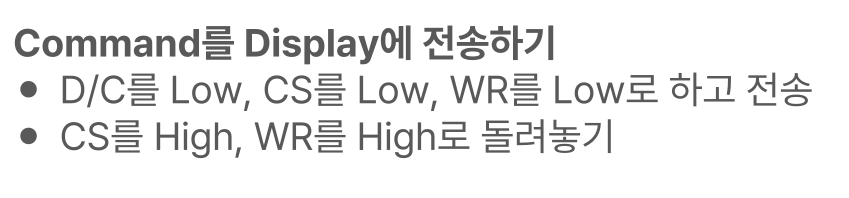 Command를 Display에 전송하기
• D/C를 Low, CS를 Low, WR를 Low로 하고 전송
• CS를 High, WR를 High로 돌려놓기